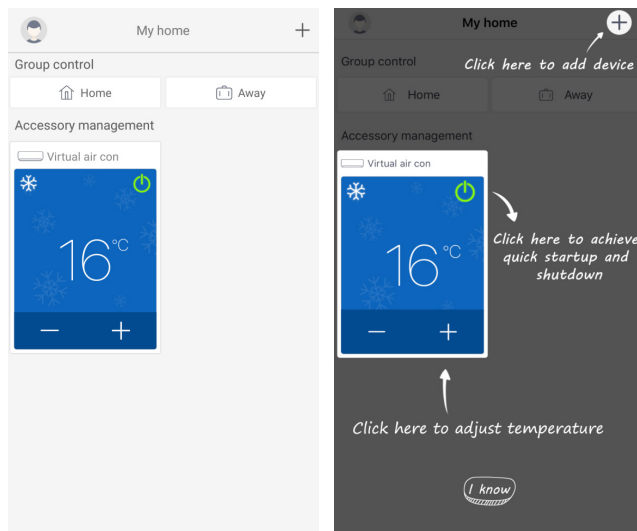 My home
+
Group control
Home
Away
Accessory management
Virtual air con
16°C
− +
My home
+
Click here to add device
Group control
Home
Away
Accessory management
Virtual air con
16°C
Click here to achieve
quick startup and
shutdown
− +
Click here to adjust temperature
I know